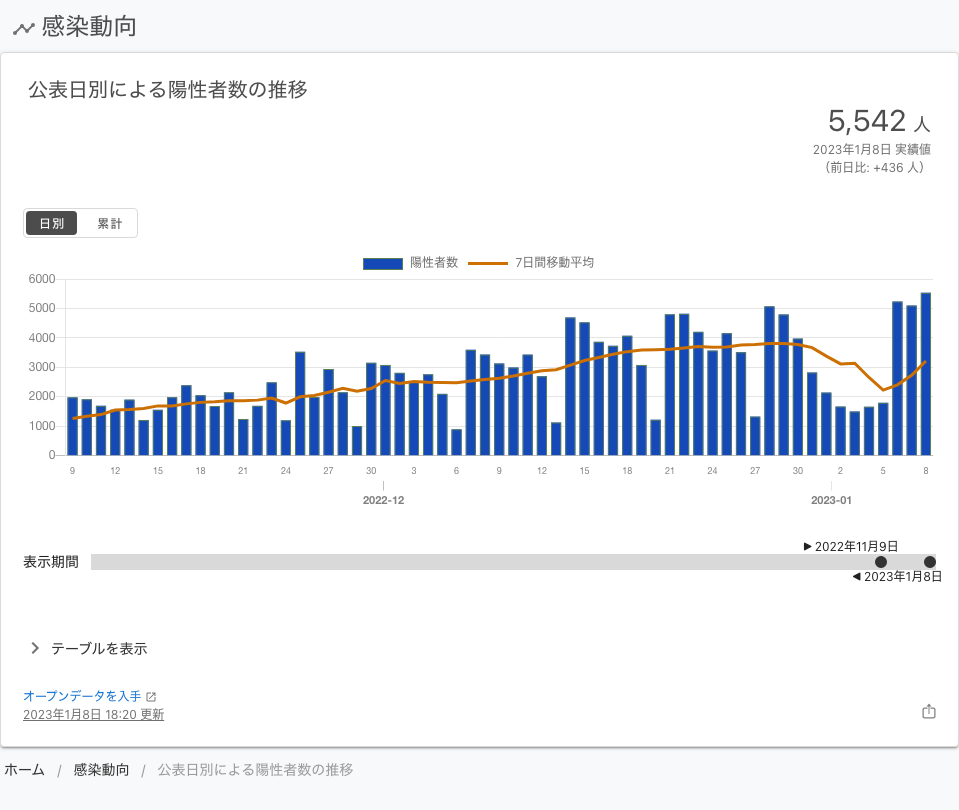 感染動向
公表日別による陽性者数の推移
5,542 人
2023年1月8日 実績値
（前日比: +436 人）
日別 累計
陽性者数 7日間移動平均
6000
5000
4000
3000
2000
1000
0
9 12 15 18 21 24 27 30 3 6 9 12 15 18 21 24 27 30 2 5 8
2022-12 2023-01
▶ 2022年11月9日
表示期間
◀ 2023年1月8日
テーブルを表示
オープンデータを入手
2023年1月8日 18:20 更新
ホーム / 感染動向 / 公表日別による陽性者数の推移